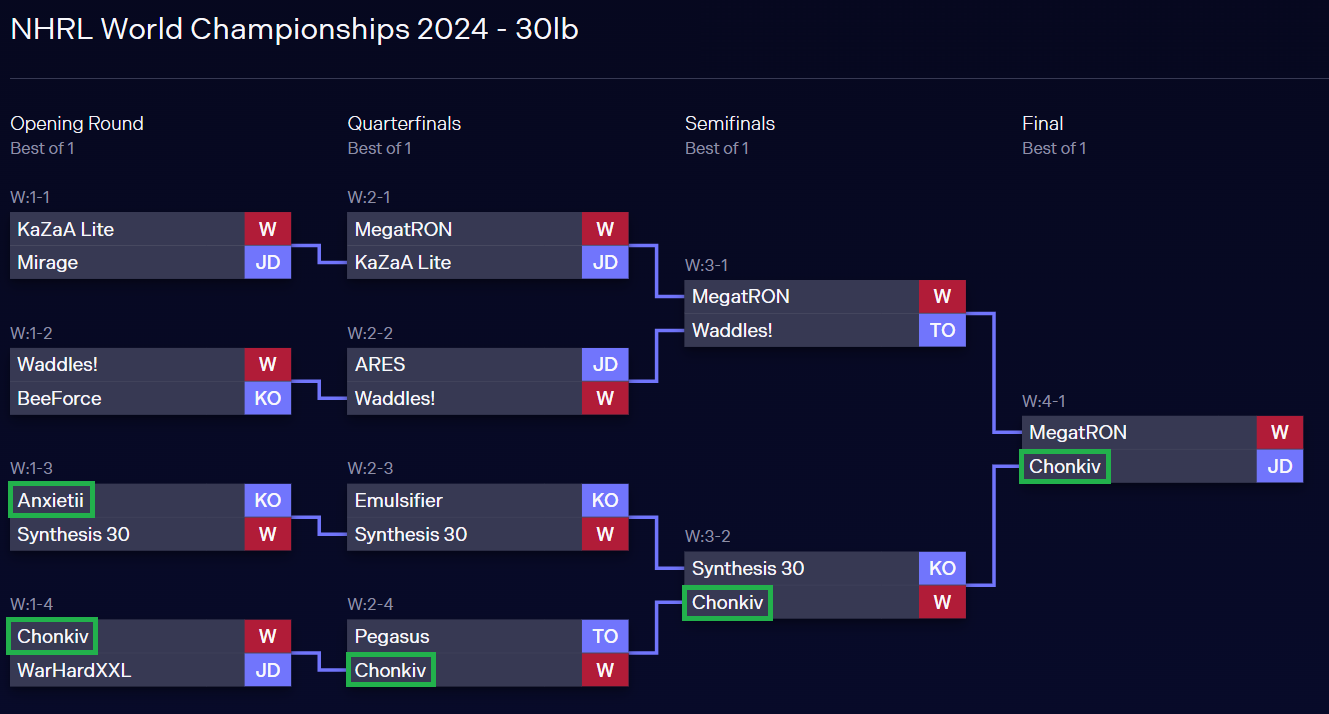 NHRL World Championships 2024 - 30lb
Opening Round
Best of 1
W:1-1
KaZaA Lite W
Mirage JD
W:1-2
Waddles! W
BeeForce KO
W:1-3
Anxietii KO
Synthesis 30 W
W:1-4
Chonkiv W
WarHardXXL JD
Quarterfinals
Best of 1
W:2-1
MegatRON W
KaZaA Lite JD
W:2-2
ARES JD
Waddles! W
W:2-3
Emulsifier KO
Synthesis 30 W
W:2-4
Pegasus TO
Chonkiv W
Semifinals
Best of 1
W:3-1
MegatRON W
Waddles! TO
W:3-2
Synthesis 30 KO
Chonkiv W
Final
Best of 1
W:4-1
MegatRON W
Chonkiv JD